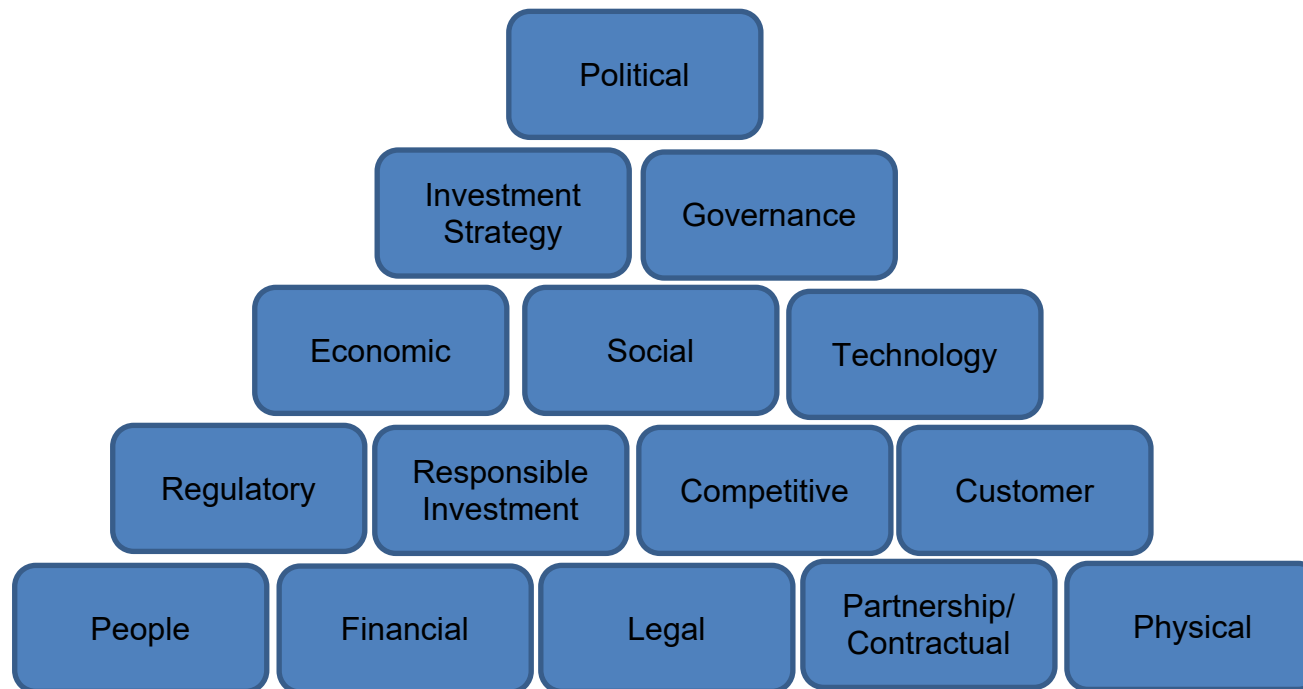 Political
Investment
Strategy
Governance
Economic
Social
Technology
Regulatory
Responsible
Investment
Competitive
Customer
People
Financial
Legal
Partnership/
Contractual
Physical